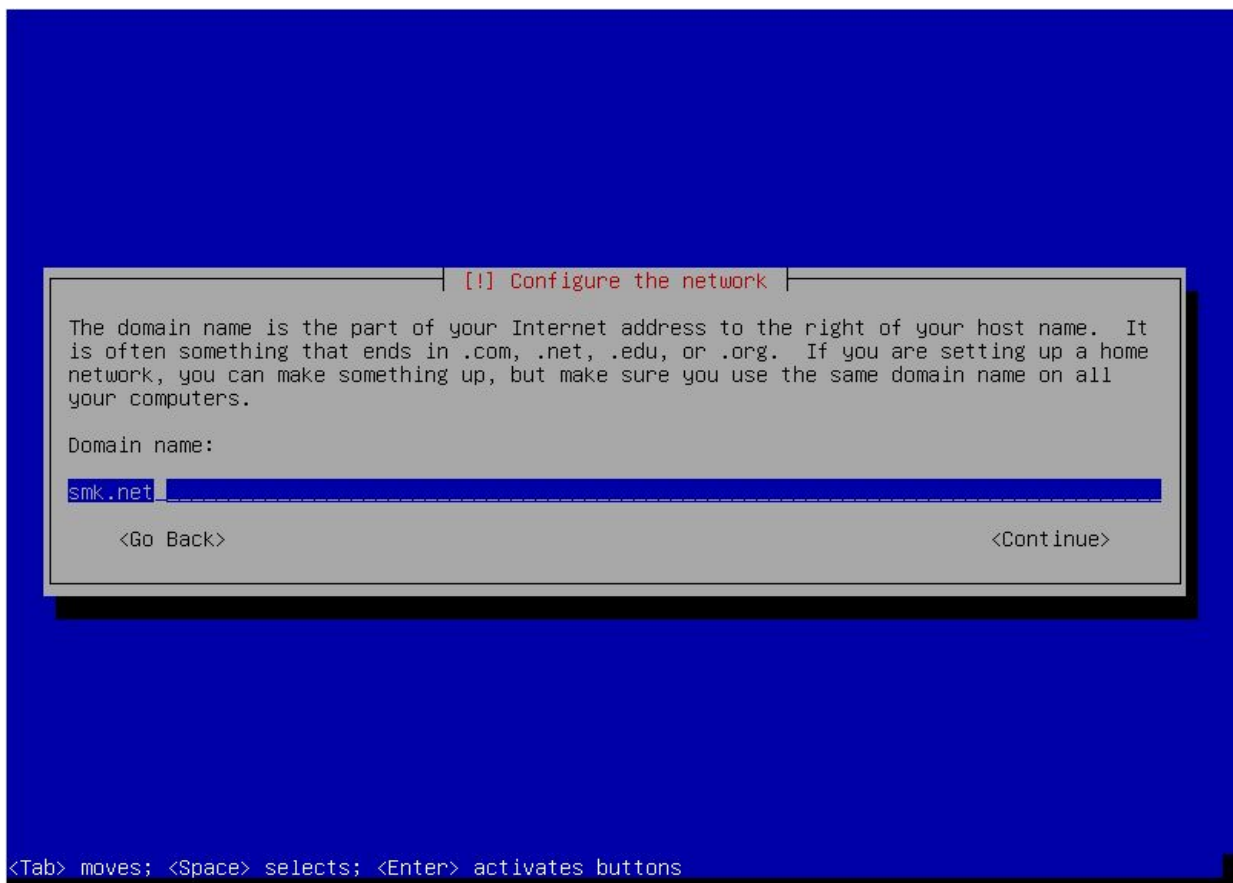 [!] Configure the network
The domain name is the part of your Internet address to the right of your host name.  It
is often something that ends in .com, .net, .edu, or .org.  If you are setting up a home
network, you can make something up, but make sure you use the same domain name on all
your computers.
Domain name:
smk.net
<Go Back> <Continue>
<Tab> moves; <Space> selects; <Enter> activates buttons